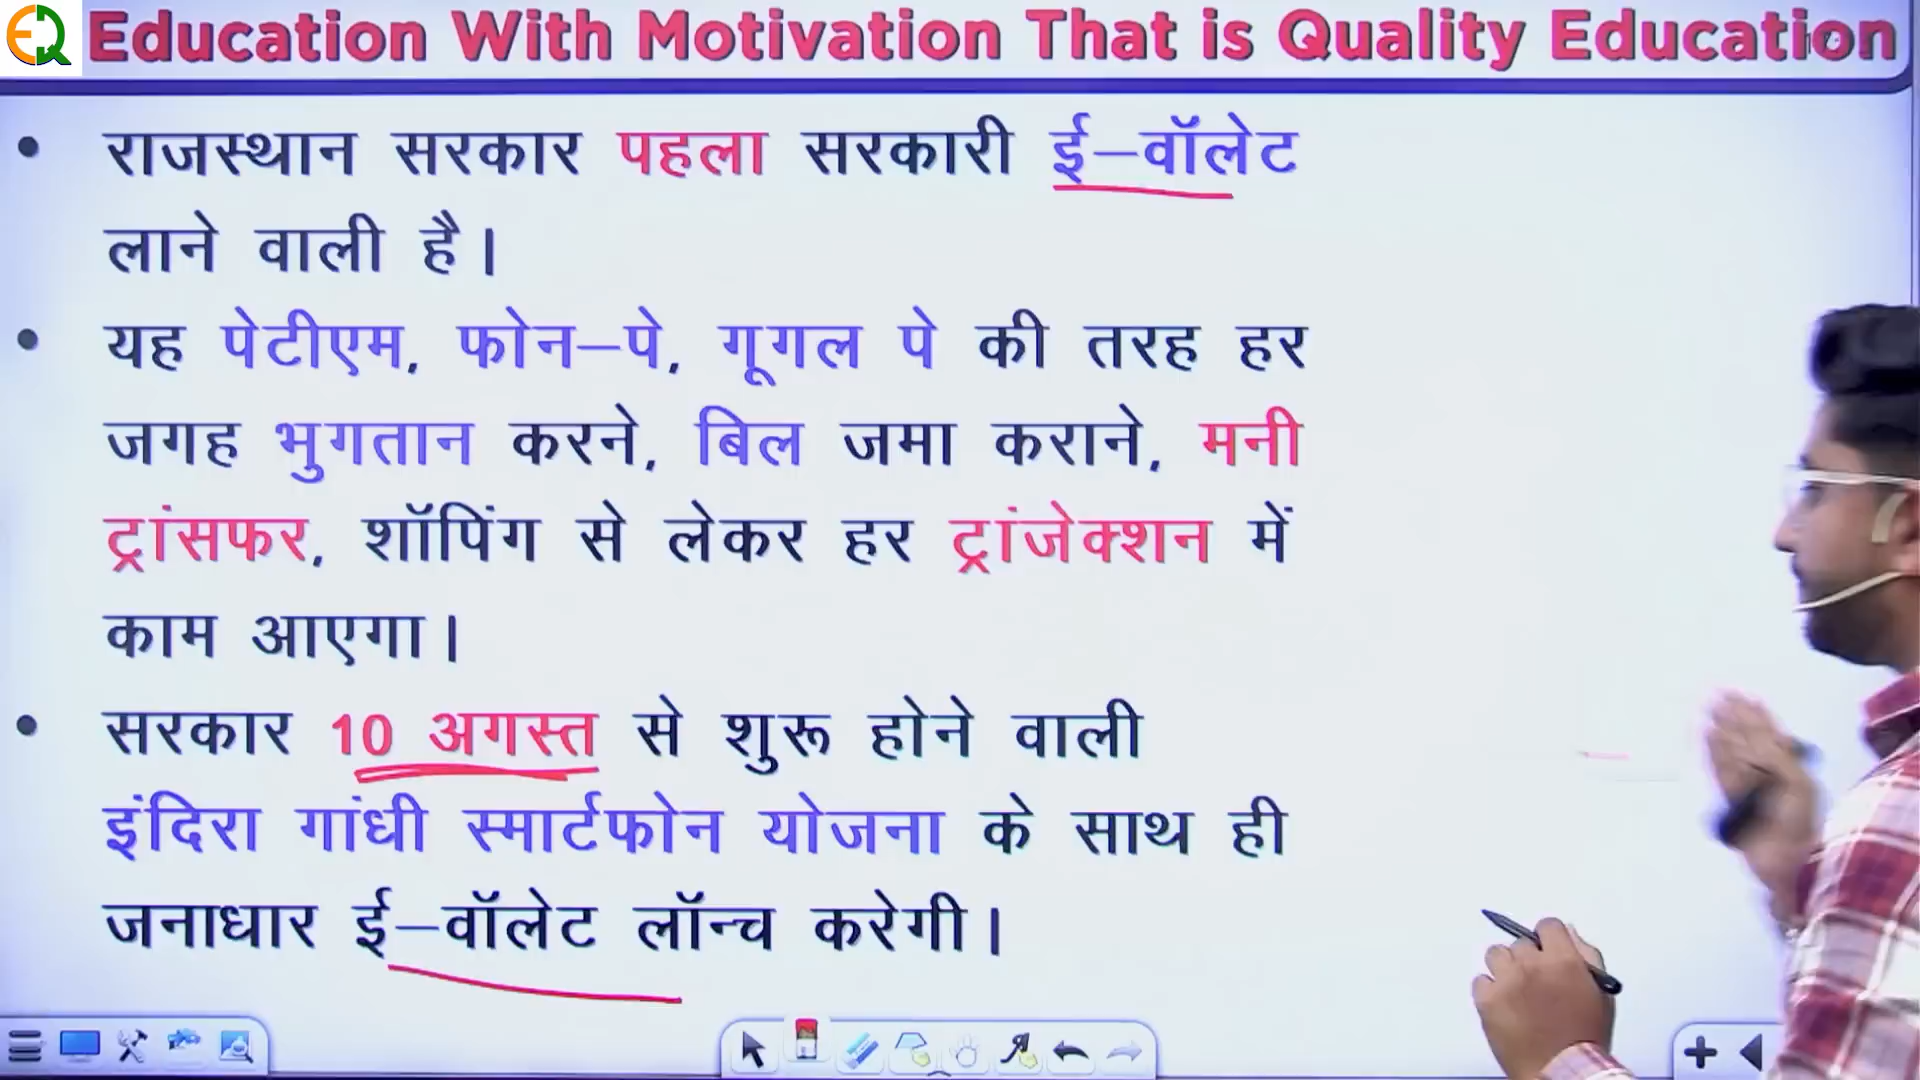 EQ
Education With Motivation That is Quality Education
• राजस्थान सरकार पहला सरकारी ई–वॉलेट
लाने वाली है।
• यह पेटीएम, फोन–पे, गूगल पे की तरह हर
जगह भुगतान करने, बिल जमा कराने, मनी
ट्रांसफर, शॉपिंग से लेकर हर ट्रांजेक्शन में
काम आएगा।
• सरकार 10 अगस्त से शुरू होने वाली
इंदिरा गांधी स्मार्टफोन योजना के साथ ही
जनाधार ई–वॉलेट लॉन्च करेगी।